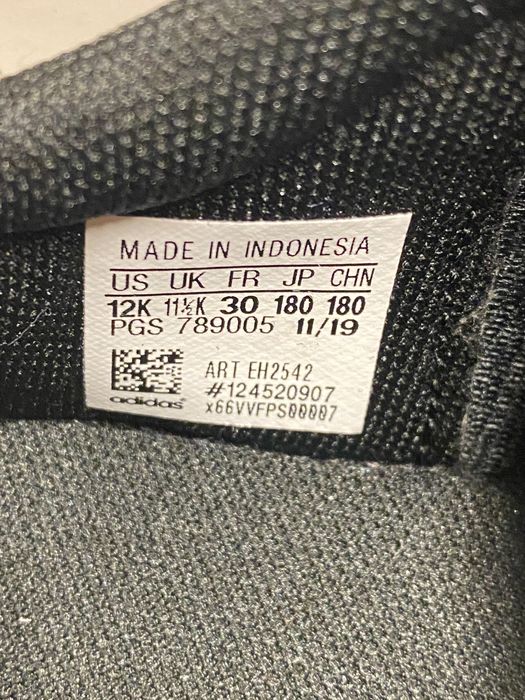 MADE IN INDONESIA
US UK FR JP CHN
12K 11½K 30 180 180
PGS 789005 11/19
ART EH2542
#124520907
x66VVFPS00007
adidas